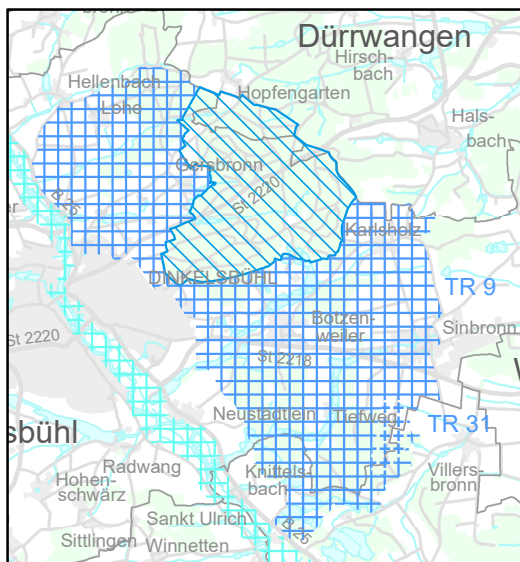 Dürrwangen
Hirsch-
bach
Hellenbach
Hopfengarten
Lohe
Hals-
bach
Gersbronn
St 2220
B 25
Karlsholz
DINKELSBÜHL
TR 9
Botzen-
weiler
Sinbronn
St 2220
St 2218
Neustädtlein
Tiefweg
TR 31
sbühl
Radwang
Knittels-
bach
Villers-
bronn
Hohen-
schwärz
Sankt Ulrich
B 25
Sittlingen
Winnetten